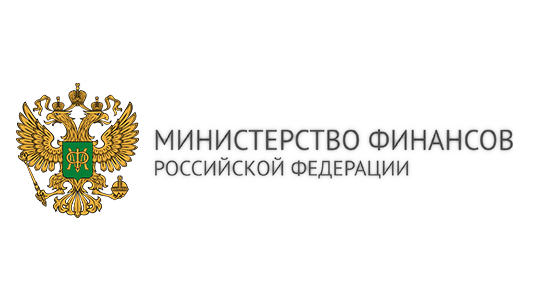 МИНИСТЕРСТВО ФИНАНСОВ
РОССИЙСКОЙ ФЕДЕРАЦИИ